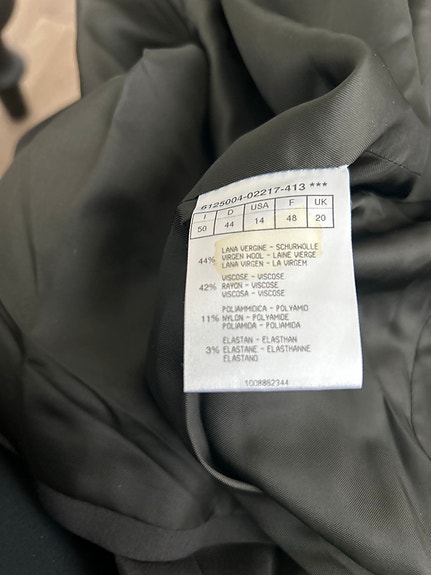 6125004-02217-413 ***
I D USA F UK
50 44 14 48 20
LANA VERGINE - SCHURWOLLE
44% VIRGEN WOOL - LAINE VIERGE
LANA VIRGEN - LA VIRGEM
VISCOSE - VISCOSE
42% RAYON - VISCOSE
VISCOSA - VISCOSE
POLIAMMIDICA - POLYAMID
11% NYLON - POLYAMIDE
POLIAMIDA - POLIAMIDA
ELASTAN - ELASTHAN
3% ELASTANE - ELASTHANNE
ELASTANO
1008862344